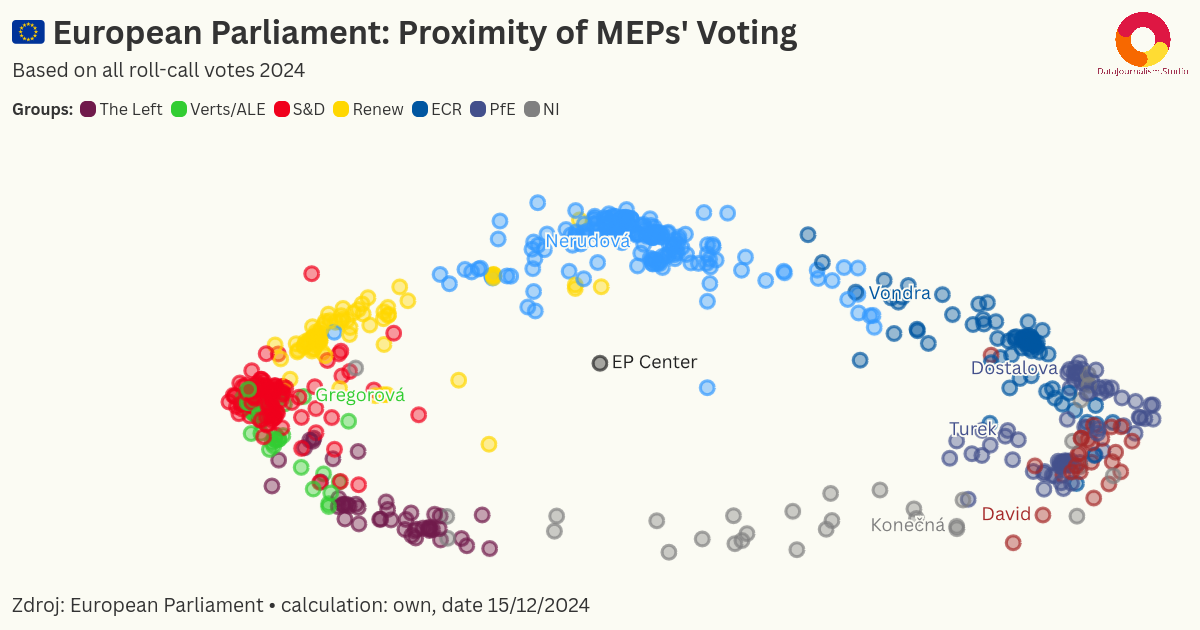 European Parliament: Proximity of MEPs' Voting
Based on all roll-call votes 2024
DataJournalism.Studio
Groups: The Left Verts/ALE S&D Renew ECR PfE NI
Nerudová
Vondra
EP Center
Dostalova
Gregorová
Turek
David
Konečná
Zdroj: European Parliament • calculation: own, date 15/12/2024